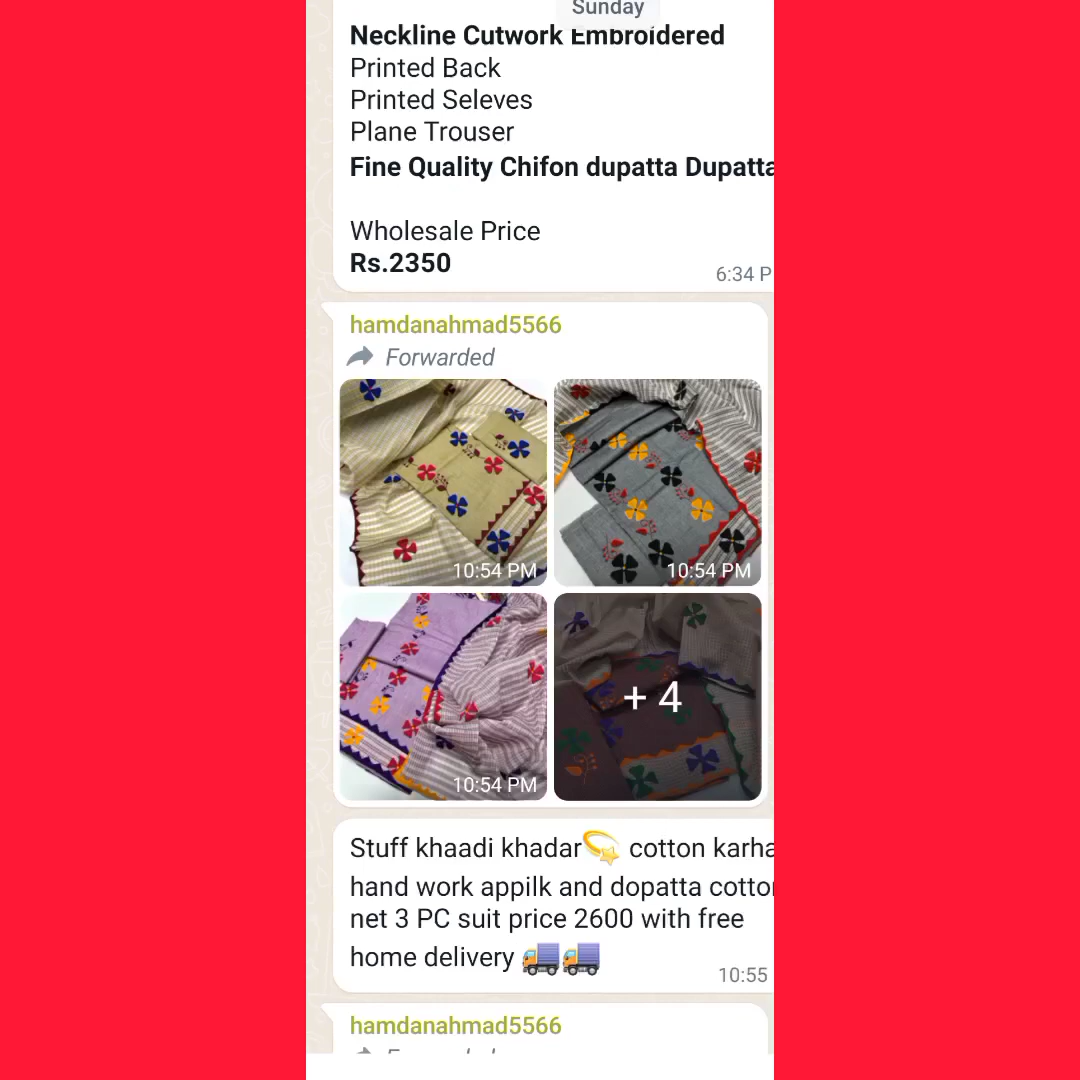 Sunday
Neckline Cutwork Embroidered
Printed Back
Printed Seleves
Plane Trouser
Fine Quality Chifon dupatta Dupatta
Wholesale Price
Rs.2350
6:34 P
hamdanahmad5566
Forwarded
10:54 PM
10:54 PM
10:54 PM
+ 4
Stuff khaadi khadar💫 cotton karha
hand work appilk and dopatta cotton
net 3 PC suit price 2600 with free
home delivery 🚚🚚
10:55
hamdanahmad5566